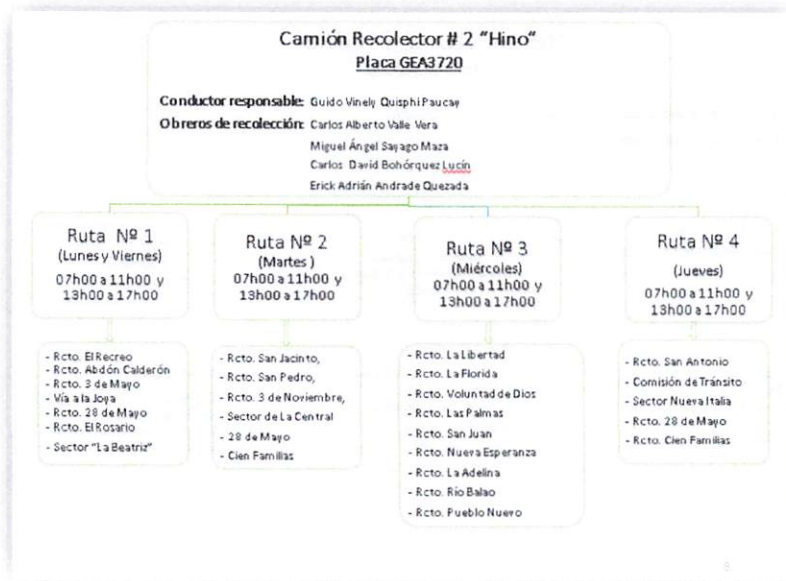 Camión Recolector # 2 "Hino"
Placa GEA3720
Conductor responsable: Guido Vinely Quisphi Paucay
Obreros de recolección: Carlos Alberto Valle Vera
Miguel Ángel Sayago Maza
Carlos David Bohórquez Lucín
Erick Adrián Andrade Quezada
Ruta Nº 1
(Lunes y Viernes)
07h00 a 11h00 y
13h00 a 17h00
- Rcto. El Recreo
- Rcto. Abdón Calderón
- Rcto. 3 de Mayo
- Vía a la Joya
- Rcto. 28 de Mayo
- Rcto. El Rosario
- Sector "La Beatriz"
Ruta Nº 2
(Martes )
07h00 a 11h00 y
13h00 a 17h00
- Rcto. San Jacinto,
- Rcto. San Pedro,
- Rcto. 3 de Noviembre,
- Sector de La Central
- 28 de Mayo
- Cien Familias
Ruta Nº 3
(Miércoles)
07h00 a 11h00 y
13h00 a 17h00
- Rcto. La Libertad
- Rcto. La Florida
- Rcto. Voluntad de Dios
- Rcto. Las Palmas
- Rcto. San Juan
- Rcto. Nueva Esperanza
- Rcto. La Adelina
- Rcto. Río Balao
- Rcto. Pueblo Nuevo
Ruta Nº 4
(Jueves)
07h00 a 11h00 y
13h00 a 17h00
- Rcto. San Antonio
- Comisión de Tránsito
- Sector Nueva Italia
- Rcto. 28 de Mayo
- Rcto. Cien Familias